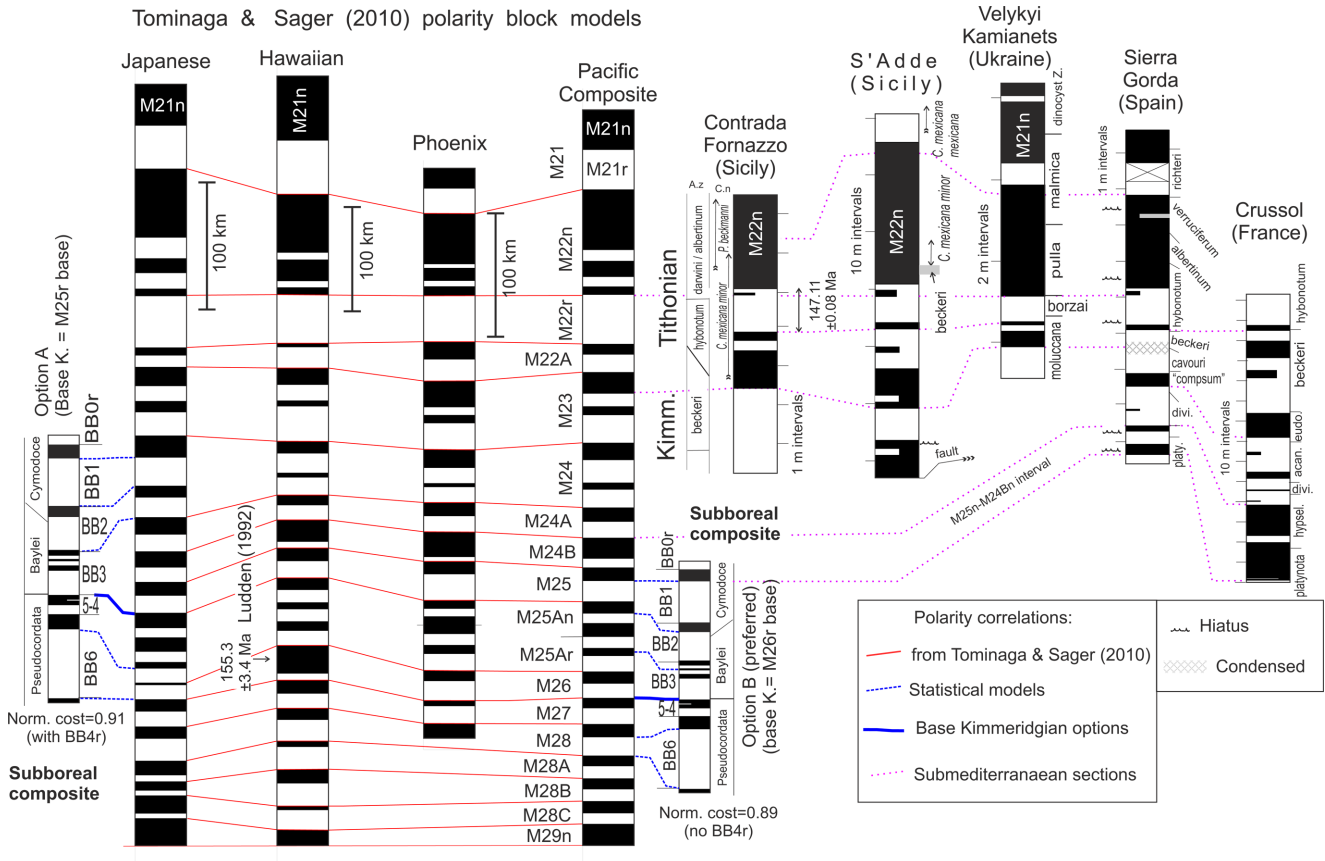 Tominaga & Sager (2010) polarity block models
Japanese
Hawaiian
Phoenix
Pacific
Composite
Contrada
Fornazzo
(Sicily)
S'Adde
(Sicily)
Velykyi
Kamianets
(Ukraine)
Sierra
Gorda
(Spain)
Crussol
(France)
M21n
M21n
M21n
M21r
100 km
100 km
100 km
M21
M22n
M22r
M22A
M23
M24
M24A
M24B
M25
M25An
M25Ar
M26
M27
M28
M28A
M28B
M28C
M29n
155.3
±3.4 Ma Ludden (1992)
Option A
(Base K. = M25r base)
BB0r
BB1
BB2
BB3
5-4
BB6
Cymodoce
Baylei
Pseudocordata
Norm. cost=0.91
(with BB4r)
Subboreal
composite
Subboreal
composite
BB0r
BB1
BB2
BB3
5-4
BB6
Cymodoce
Baylei
Pseudocordata
Option B (preferred)
(base K.= M26r base)
Norm. cost=0.89
(no BB4r)
Kimm. Tithonian
A.z
C.n
darwini / albertinum
hybonotum
beckeri
P. beckmanni
C. mexicana minor
M22n
147.11
±0.08 Ma
1 m intervals
10 m intervals
M22n
C. mexicana
mexicana
C. mexicana minor
beckeri
fault
2 m intervals
M21n
dinocyst Z.
malmica
pulla
borzai
moluccana
1 m intervals
richteri
verruciferum
albertinum
hybonotum
beckeri
cavouri
"compsum"
divi.
platy.
10 m intervals
hybonotum
beckeri
eudo.
acan.
divi.
hypsel.
platynota
M25n-M24Bn interval
Polarity correlations:
from Tominaga & Sager (2010)
Statistical models
Base Kimmeridgian options
Submediterranaean sections
Hiatus
Condensed